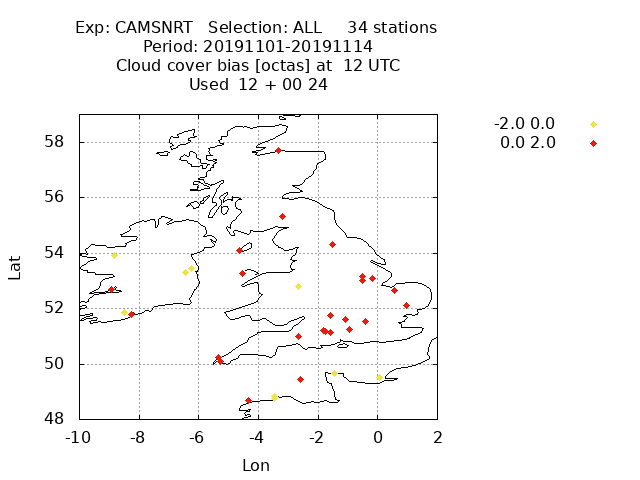 Exp: CAMSNRT   Selection: ALL     34 stations
Period: 20191101-20191114
Cloud cover bias [octas] at  12 UTC
Used  12 + 00 24
-2.0 0.0
0.0 2.0
58
56
54
52
50
48
Lat
-10 -8 -6 -4 -2 0 2
Lon